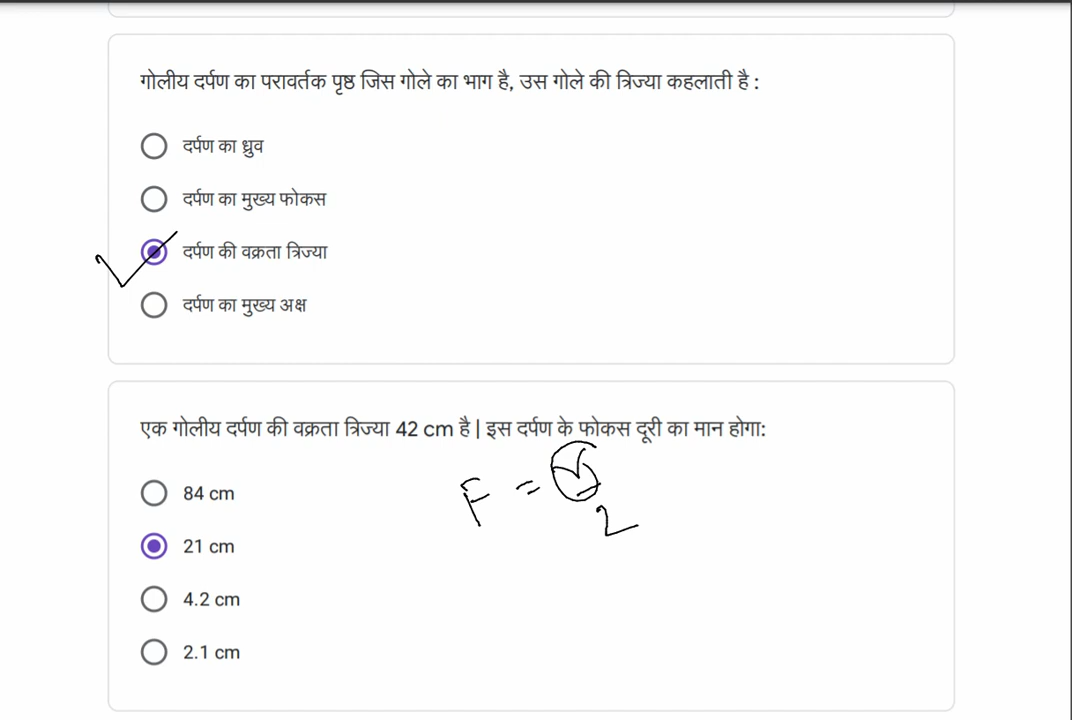 गोलीय दर्पण का परावर्तक पृष्ठ जिस गोले का भाग है, उस गोले की त्रिज्या कहलाती है :
दर्पण का ध्रुव
दर्पण का मुख्य फोकस
दर्पण की वक्रता त्रिज्या
दर्पण का मुख्य अक्ष
एक गोलीय दर्पण की वक्रता त्रिज्या 42 cm है | इस दर्पण के फोकस दूरी का मान होगा:
F =
2
84 cm
21 cm
4.2 cm
2.1 cm